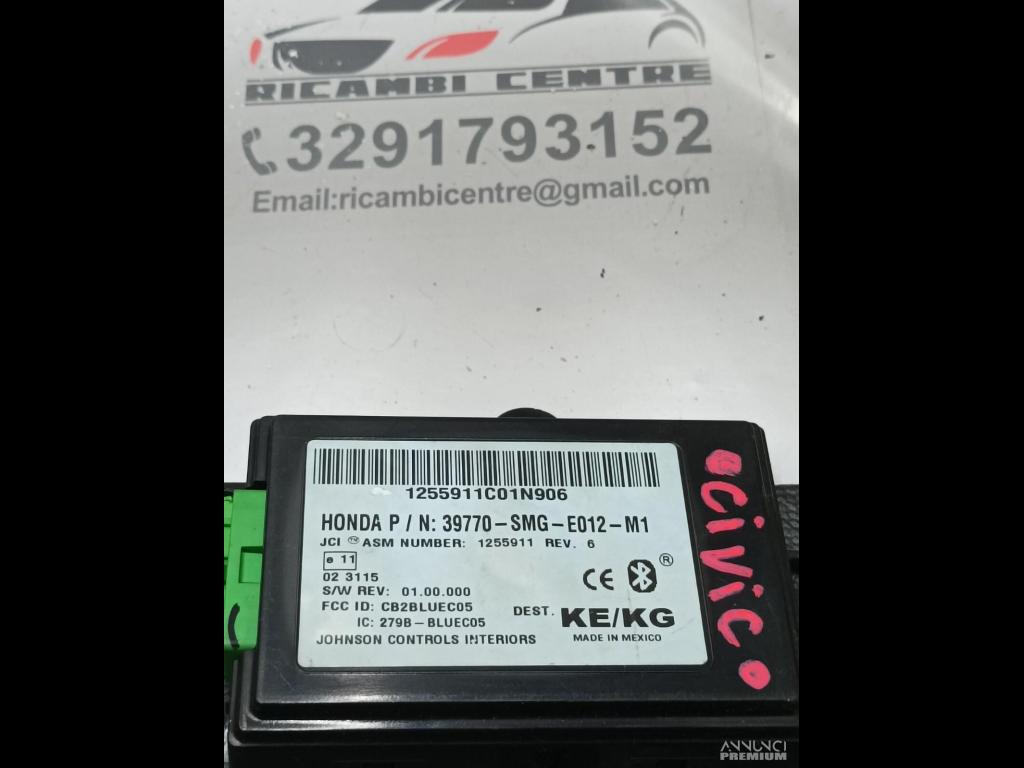 RICAMBI CENTRE
3291793152
Email:ricambicentre@gmail.com
1255911C01N906
HONDA P/N: 39770-SMG-E012-M1
JCI ™ ASM NUMBER: 1255911 REV. 6
e 11
02 3115
S/W REV: 01.00.000
FCC ID: CB2BLUEC05
IC: 279B-BLUEC05
JOHNSON CONTROLS INTERIORS
CE
®
DEST. KE/KG
MADE IN MEXICO
CiViC
ANNUNCI
PREMIUM